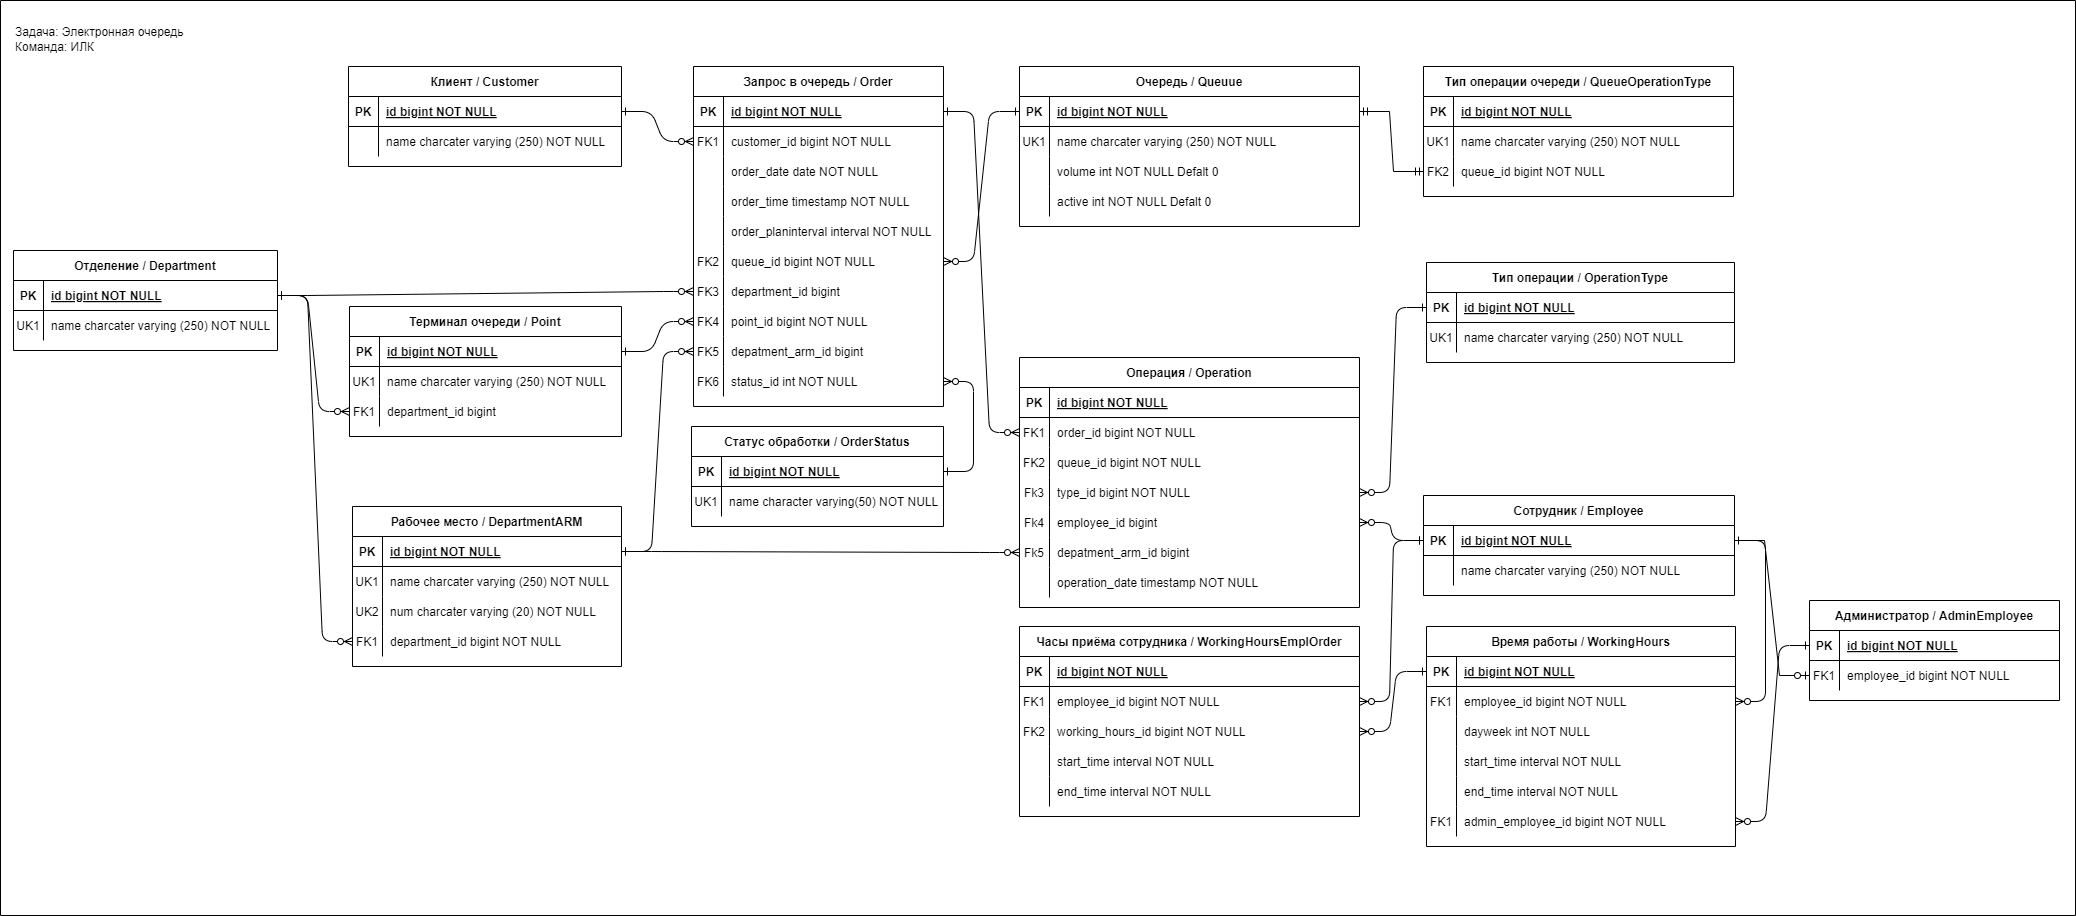 Задача: Электронная очередь
Команда: ИЛК
Клиент / Customer
PK id bigint NOT NULL
name charcater varying (250) NOT NULL
Запрос в очередь / Order
PK id bigint NOT NULL
FK1 customer_id bigint NOT NULL
order_date date NOT NULL
order_time timestamp NOT NULL
order_planinterval interval NOT NULL
FK2 queue_id bigint NOT NULL
FK3 department_id bigint
FK4 point_id bigint NOT NULL
FK5 depatment_arm_id bigint
FK6 status_id int NOT NULL
Очередь / Queuue
PK id bigint NOT NULL
UK1 name charcater varying (250) NOT NULL
volume int NOT NULL Defalt 0
active int NOT NULL Defalt 0
Тип операции очереди / QueueOperationType
PK id bigint NOT NULL
UK1 name charcater varying (250) NOT NULL
FK2 queue_id bigint NOT NULL
Отделение / Department
PK id bigint NOT NULL
UK1 name charcater varying (250) NOT NULL
Терминал очереди / Point
PK id bigint NOT NULL
UK1 name charcater varying (250) NOT NULL
FK1 department_id bigint
Тип операции / OperationType
PK id bigint NOT NULL
UK1 name charcater varying (250) NOT NULL
Статус обработки / OrderStatus
PK id bigint NOT NULL
UK1 name character varying(50) NOT NULL
Операция / Operation
PK id bigint NOT NULL
FK1 order_id bigint NOT NULL
FK2 queue_id bigint NOT NULL
Fk3 type_id bigint NOT NULL
Fk4 employee_id bigint
Fk5 depatment_arm_id bigint
operation_date timestamp NOT NULL
Рабочее место / DepartmentARM
PK id bigint NOT NULL
UK1 name charcater varying (250) NOT NULL
UK2 num charcater varying (20) NOT NULL
FK1 department_id bigint NOT NULL
Сотрудник / Employee
PK id bigint NOT NULL
name charcater varying (250) NOT NULL
Часы приёма сотрудника / WorkingHoursEmplOrder
PK id bigint NOT NULL
FK1 employee_id bigint NOT NULL
FK2 working_hours_id bigint NOT NULL
start_time interval NOT NULL
end_time interval NOT NULL
Время работы / WorkingHours
PK id bigint NOT NULL
FK1 employee_id bigint NOT NULL
dayweek int NOT NULL
start_time interval NOT NULL
end_time interval NOT NULL
FK1 admin_employee_id bigint NOT NULL
Администратор / AdminEmployee
PK id bigint NOT NULL
FK1 employee_id bigint NOT NULL